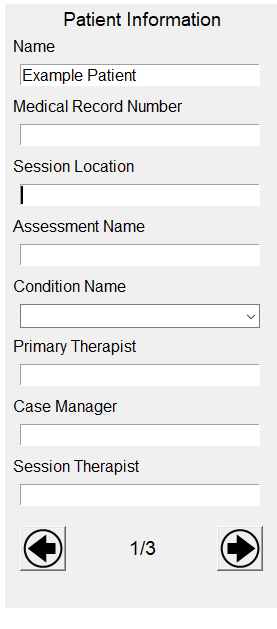 Patient Information
Name
Example Patient
Medical Record Number
Session Location
Assessment Name
Condition Name
Primary Therapist
Case Manager
Session Therapist
1/3